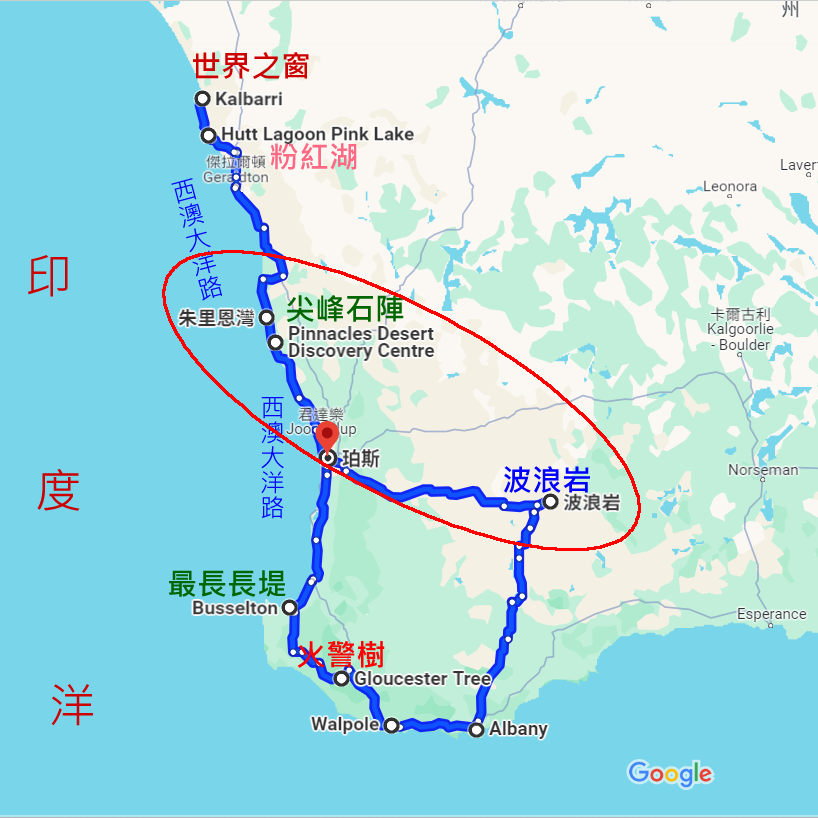 州
世界之窗
Kalbarri
Hutt Lagoon Pink Lake
粉紅湖
傑拉爾頓
Geraldton
西澳大洋路
Laver
Leonora
印
尖峰石陣
朱里恩灣
Pinnacles Desert
Discovery Centre
卡爾古利
Kalgoorlie
- Boulder
西澳大洋路
君達樂
Joondalup
珀斯
波浪岩
波浪岩
Norseman
度
最長長堤
Busselton
Esperance
火警樹
Gloucester Tree
洋
Walpole
Albany
Google